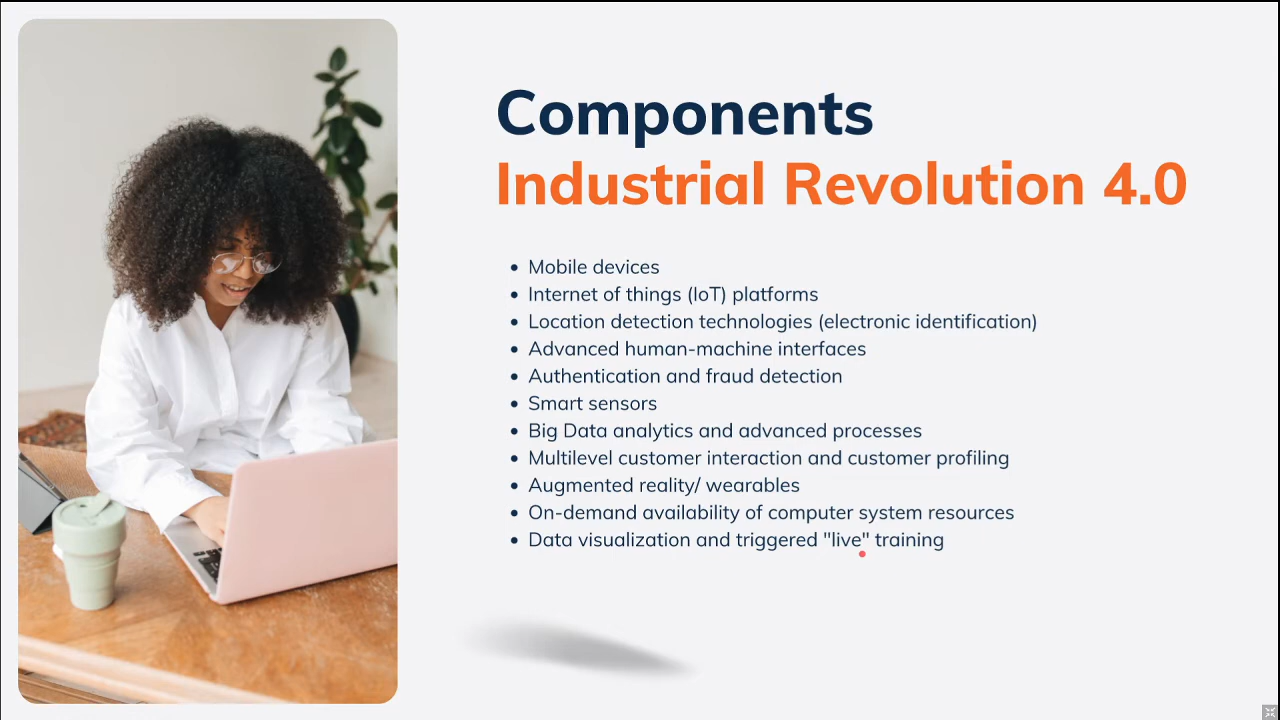 Components
Industrial Revolution 4.0
• Mobile devices
• Internet of things (IoT) platforms
• Location detection technologies (electronic identification)
• Advanced human-machine interfaces
• Authentication and fraud detection
• Smart sensors
• Big Data analytics and advanced processes
• Multilevel customer interaction and customer profiling
• Augmented reality/ wearables
• On-demand availability of computer system resources
• Data visualization and triggered "live" training